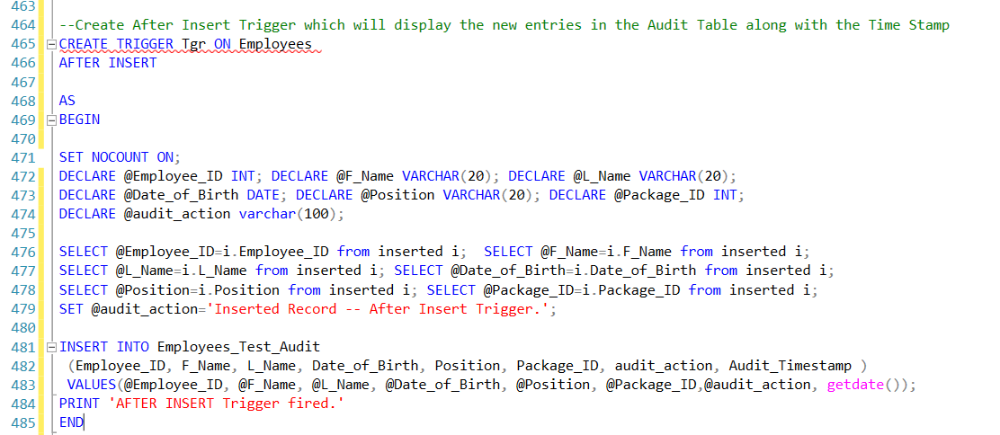 463
464 --Create After Insert Trigger which will display the new entries in the Audit Table along with the Time Stamp
465 CREATE TRIGGER Tgr ON Employees
466 AFTER INSERT
467
468 AS
469 BEGIN
470
471 SET NOCOUNT ON;
472 DECLARE @Employee_ID INT; DECLARE @F_Name VARCHAR(20); DECLARE @L_Name VARCHAR(20);
473 DECLARE @Date_of_Birth DATE; DECLARE @Position VARCHAR(20); DECLARE @Package_ID INT;
474 DECLARE @audit_action varchar(100);
475
476 SELECT @Employee_ID=i.Employee_ID from inserted i;  SELECT @F_Name=i.F_Name from inserted i;
477 SELECT @L_Name=i.L_Name from inserted i; SELECT @Date_of_Birth=i.Date_of_Birth from inserted i;
478 SELECT @Position=i.Position from inserted i; SELECT @Package_ID=i.Package_ID from inserted i;
479 SET @audit_action='Inserted Record -- After Insert Trigger.';
480
481 INSERT INTO Employees_Test_Audit
482  (Employee_ID, F_Name, L_Name, Date_of_Birth, Position, Package_ID, audit_action, Audit_Timestamp )
483  VALUES(@Employee_ID, @F_Name, @L_Name, @Date_of_Birth, @Position, @Package_ID,@audit_action, getdate());
484 PRINT 'AFTER INSERT Trigger fired.'
485 END